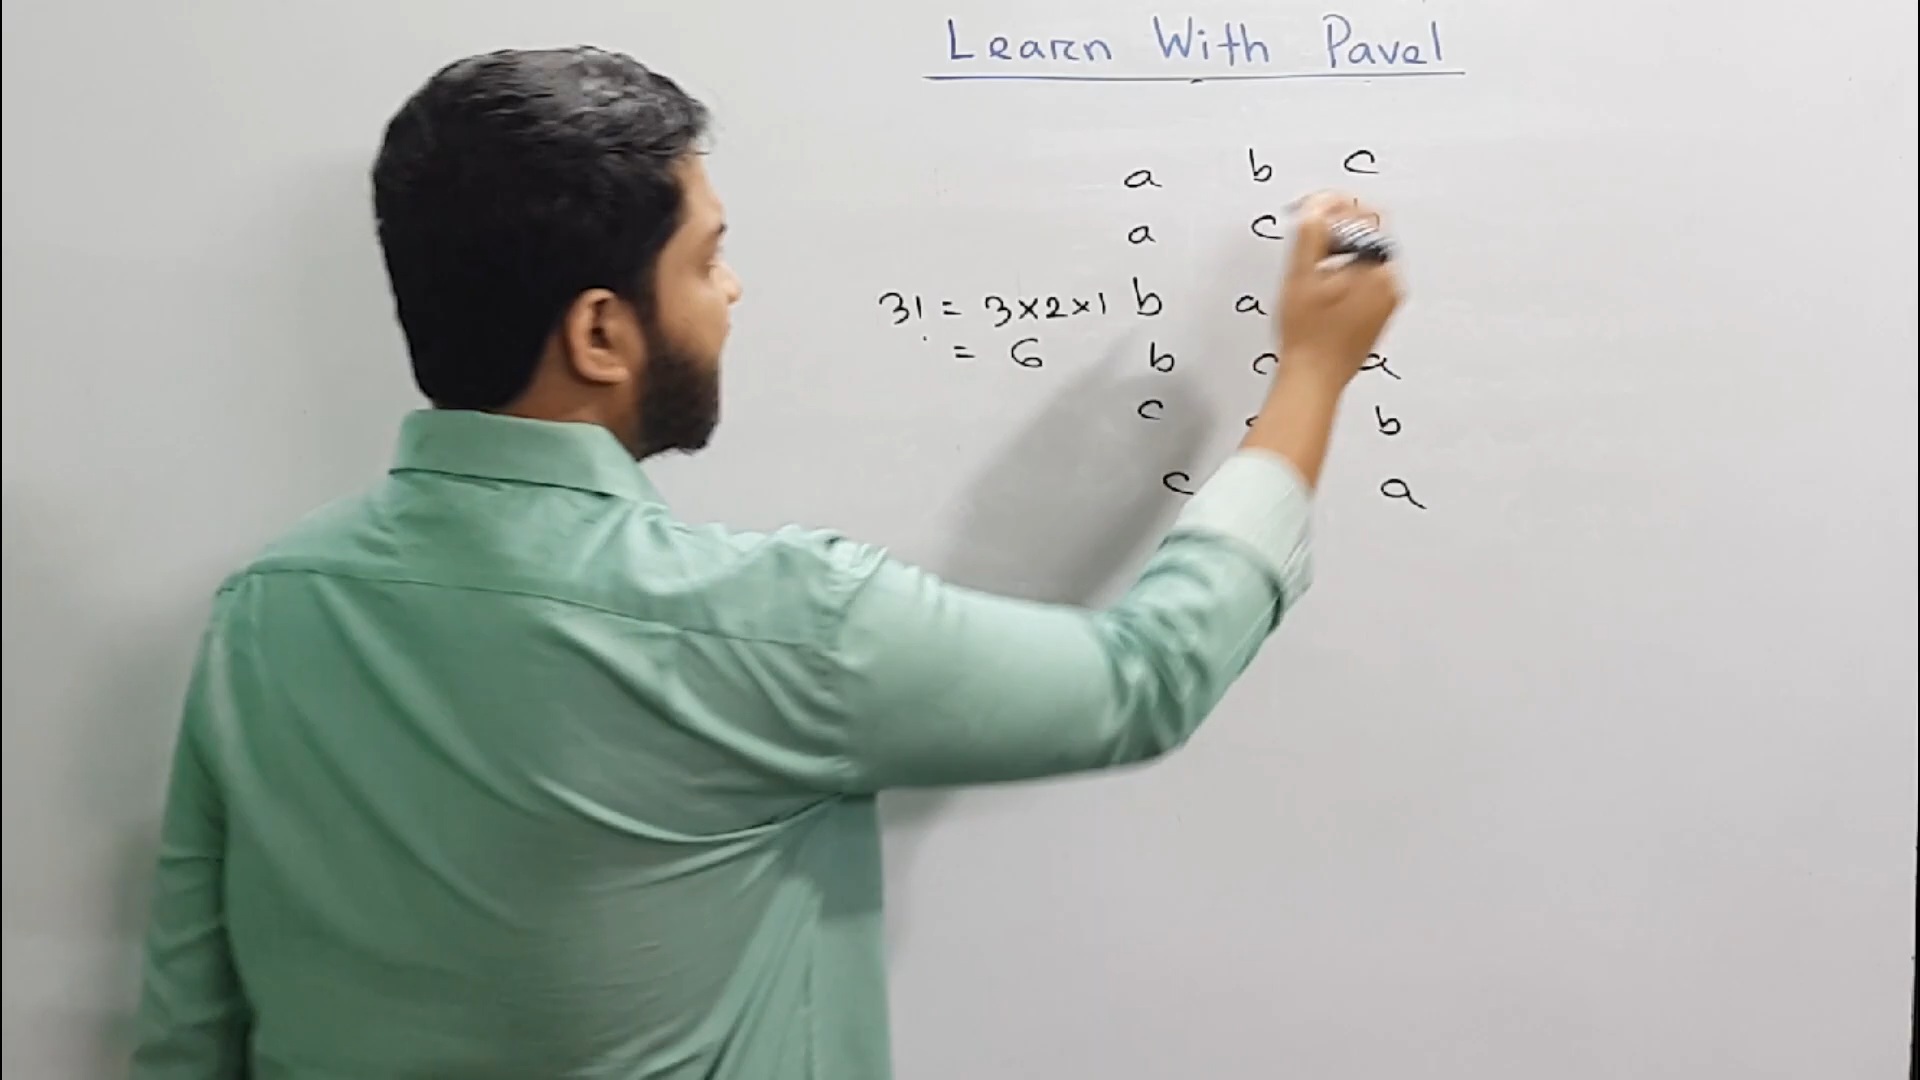 Learn With Pavel
a b c
a c
3! = 3×2×1 b a
= 6 b c a
c b
c a